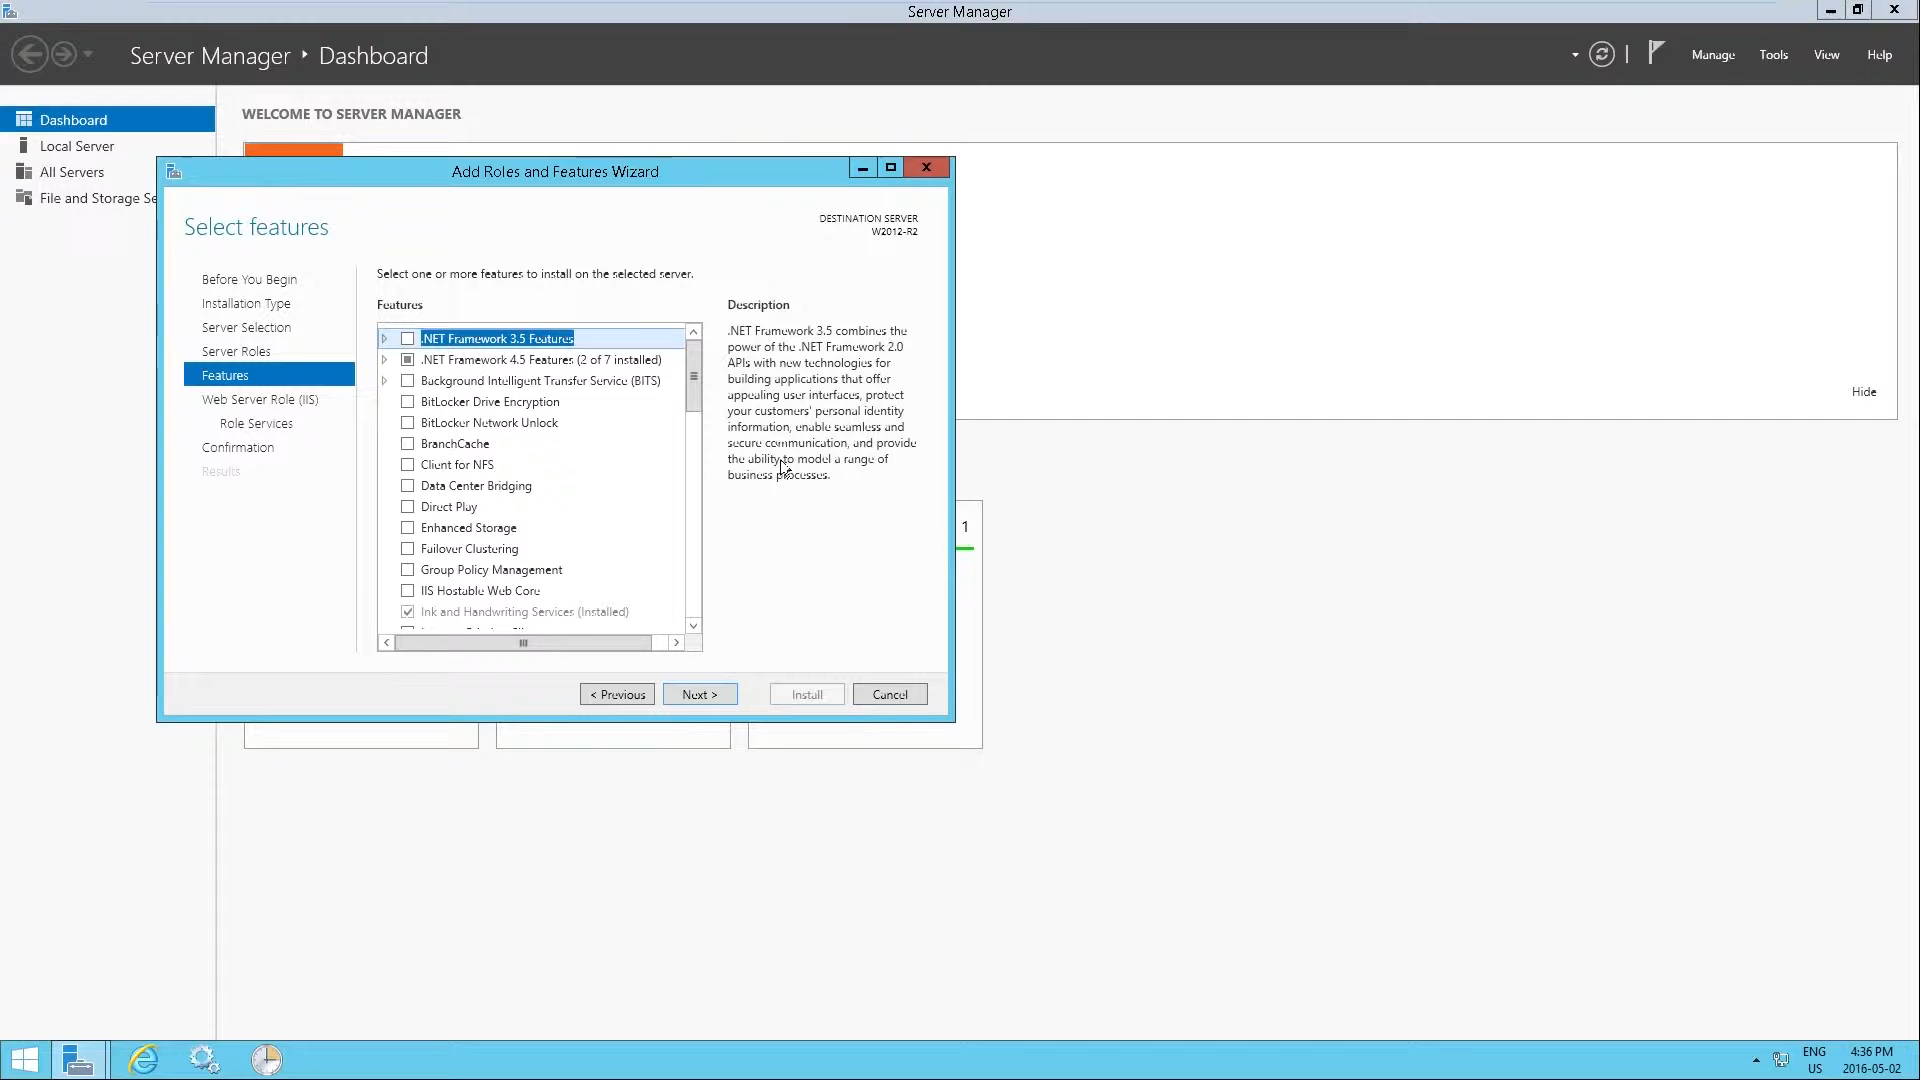 Server Manager
Server Manager ‣ Dashboard
Manage
Tools
View
Help
Dashboard
Local Server
All Servers
File and Storage Se
WELCOME TO SERVER MANAGER
Add Roles and Features Wizard
Select features
DESTINATION SERVER
W2012-R2
Before You Begin
Installation Type
Server Selection
Server Roles
Features
Web Server Role (IIS)
Role Services
Confirmation
Results
Select one or more features to install on the selected server.
Features
.NET Framework 3.5 Features
.NET Framework 4.5 Features (2 of 7 installed)
Background Intelligent Transfer Service (BITS)
BitLocker Drive Encryption
BitLocker Network Unlock
BranchCache
Client for NFS
Data Center Bridging
Direct Play
Enhanced Storage
Failover Clustering
Group Policy Management
IIS Hostable Web Core
Ink and Handwriting Services (Installed)
Description
.NET Framework 3.5 combines the
power of the .NET Framework 2.0
APIs with new technologies for
building applications that offer
appealing user interfaces, protect
your customers' personal identity
information, enable seamless and
secure communication, and provide
the ability to model a range of
business processes.
< Previous
Next >
Install
Cancel
Hide
1
ENG
US
4:36 PM
2016-05-02